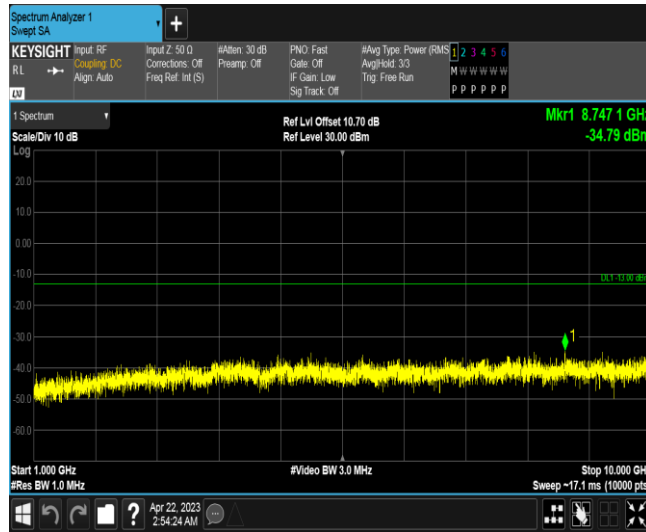 Spectrum Analyzer 1
Swept SA
KEYSIGHT
RL
LXI
Input: RF
Coupling: DC
Align: Auto
Input Z: 50 Ω
Corrections: Off
Freq Ref: Int (S)
#Atten: 30 dB
Preamp: Off
PNO: Fast
Gate: Off
IF Gain: Low
Sig Track: Off
#Avg Type: Power (RMS
Avg|Hold: 3/3
Trig: Free Run
1 2 3 4 5 6
M W W W W W
P P P P P P
1 Spectrum
Scale/Div 10 dB
Log
Ref Lvl Offset 10.70 dB
Ref Level 30.00 dBm
Mkr1 8.747 1 GHz
-34.79 dBm
20.0
10.0
0.00
-10.0
DL1 -13.00 dBm
-20.0
-30.0
1
-40.0
-50.0
-60.0
Start 1.000 GHz
#Res BW 1.0 MHz
#Video BW 3.0 MHz
Stop 10.000 GHz
Sweep ~17.1 ms (10000 pts)
?
Apr 22, 2023
2:54:24 AM